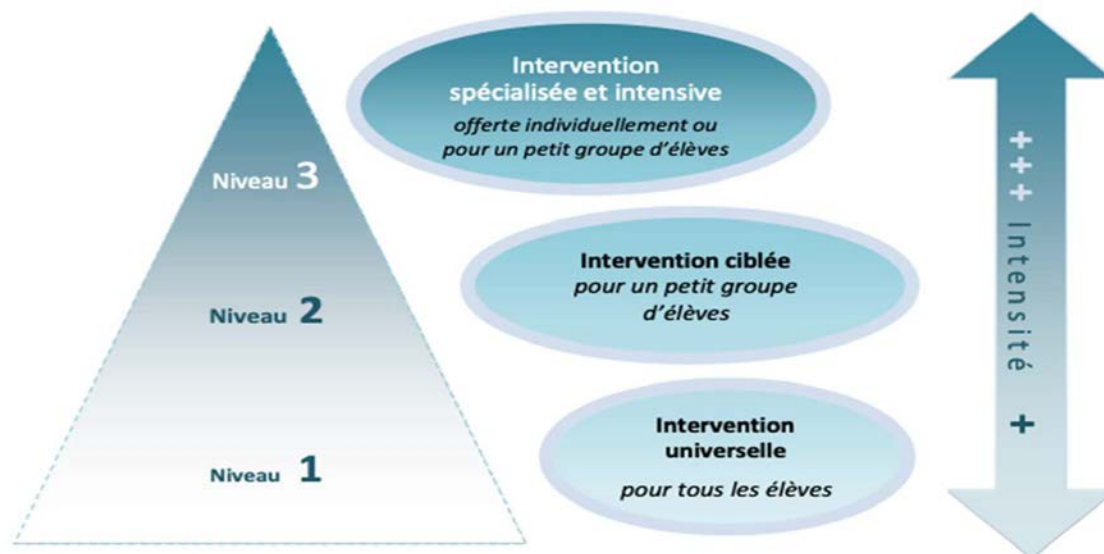 Intervention
spécialisée et intensive
offerte individuellement ou
pour un petit groupe d'élèves
Niveau 3
Intervention ciblée
pour un petit groupe
d'élèves
Niveau 2
Intervention
universelle
pour tous les élèves
Niveau 1
+++ Intensité +